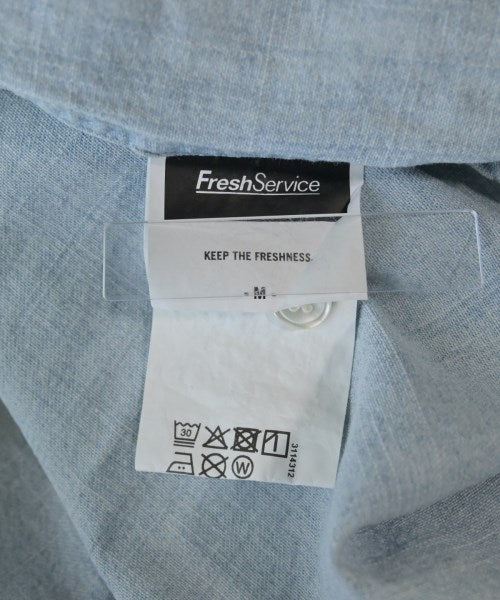 FreshService
KEEP THE FRESHNESS.
- M -
30
W
3114312